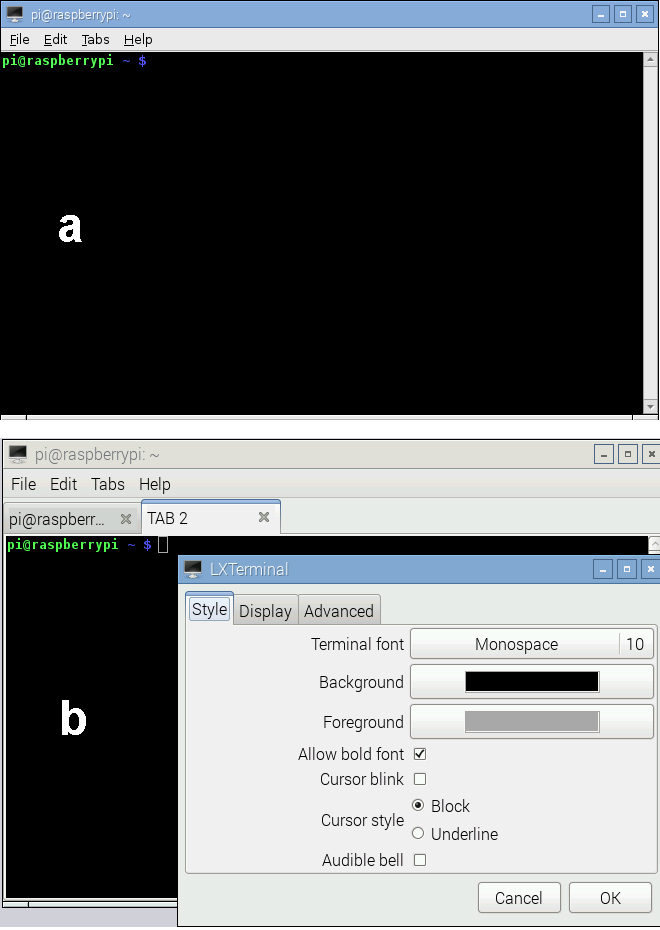 pi@raspberrypi: ~
File Edit Tabs Help
pi@raspberrypi ~ $
a
pi@raspberrypi: ~
File Edit Tabs Help
pi@raspberr... TAB 2
pi@raspberrypi ~ $
b
LXTerminal
Style Display Advanced
Terminal font Monospace 10
Background
Foreground
Allow bold font
Cursor blink
Cursor style Block
Underline
Audible bell
Cancel OK